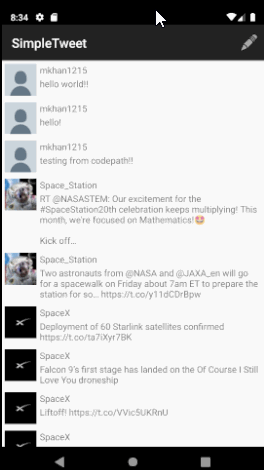 8:34
SimpleTweet
mkhan1215
hello world!!
mkhan1215
hello!
mkhan1215
testing from codepath!!
Space_Station
RT @NASASTEM: Our excitement for the
#SpaceStation20th celebration keeps multiplying! This
month, we're focused on Mathematics!🤩
Kick off…
Space_Station
Two astronauts from @NASA and @JAXA_en will go
for a spacewalk on Friday about 7am ET to prepare the
station for so… https://t.co/y11dCDrBpw
SpaceX
Deployment of 60 Starlink satellites confirmed
https://t.co/ta7iXyr7BK
SpaceX
Falcon 9's first stage has landed on the Of Course I Still
Love You droneship
SpaceX
Liftoff! https://t.co/VVic5UKRnU
SpaceX